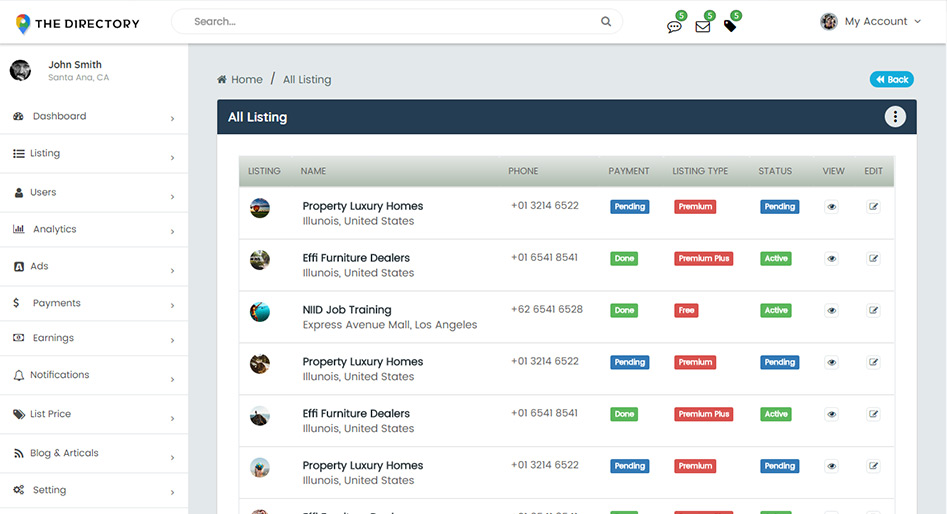 THE DIRECTORY
Search...
5
5
5
My Account
John Smith
Santa Ana, CA
Dashboard
Listing
Users
Analytics
Ads
Payments
Earnings
Notifications
List Price
Blog & Articals
Setting
Home / All Listing
Back
All Listing
LISTING NAME PHONE PAYMENT LISTING TYPE STATUS VIEW EDIT
Property Luxury Homes +01 3214 6522 Pending Premium Pending
Illunois, United States
Effi Furniture Dealers +01 6541 8541 Done Premium Plus Active
Illunois, United States
NIID Job Training +62 6541 6528 Done Free Active
Express Avenue Mall, Los Angeles
Property Luxury Homes +01 3214 6522 Pending Premium Pending
Illunois, United States
Effi Furniture Dealers +01 6541 8541 Done Premium Plus Active
Illunois, United States
Property Luxury Homes +01 3214 6522 Pending Premium Pending
Illunois, United States